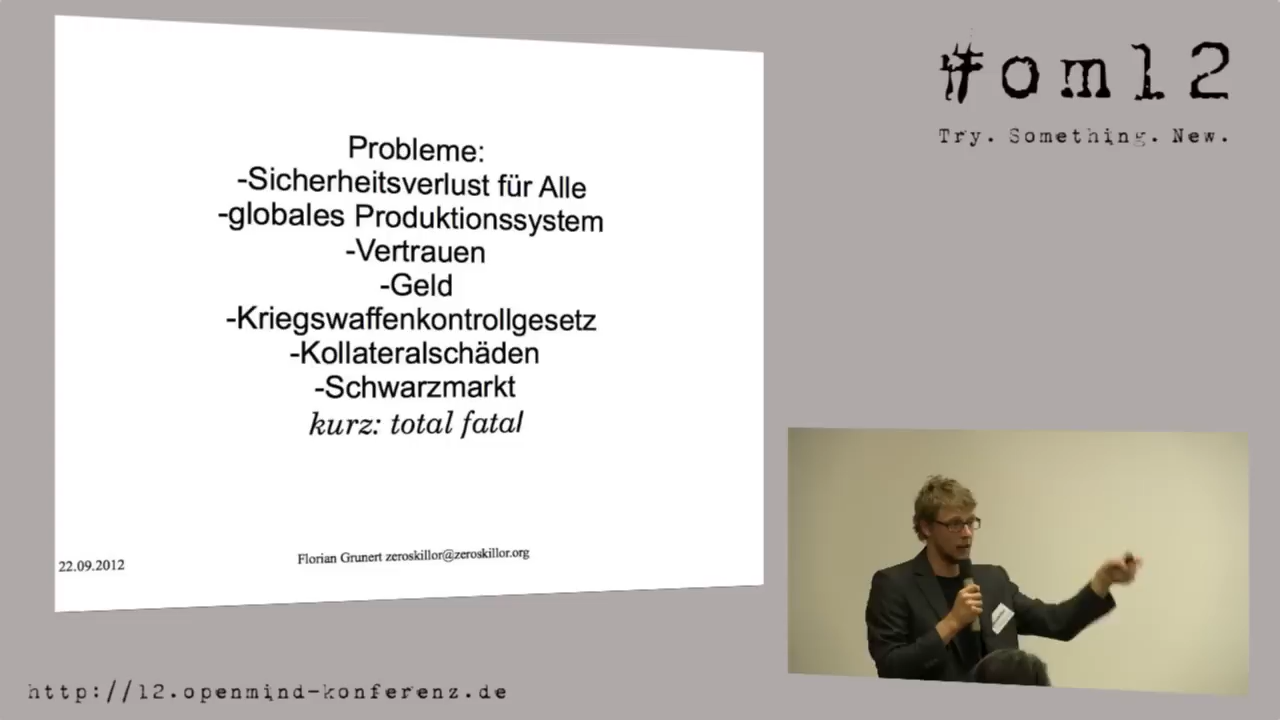 #om12
Try. Something. New.
Probleme:
-Sicherheitsverlust für Alle
-globales Produktionssystem
-Vertrauen
-Geld
-Kriegswaffenkontrollgesetz
-Kollateralschäden
-Schwarzmarkt
kurz: total fatal
22.09.2012
Florian Grunert zeroskillor@zeroskillor.org
http://12.openmind-konferenz.de